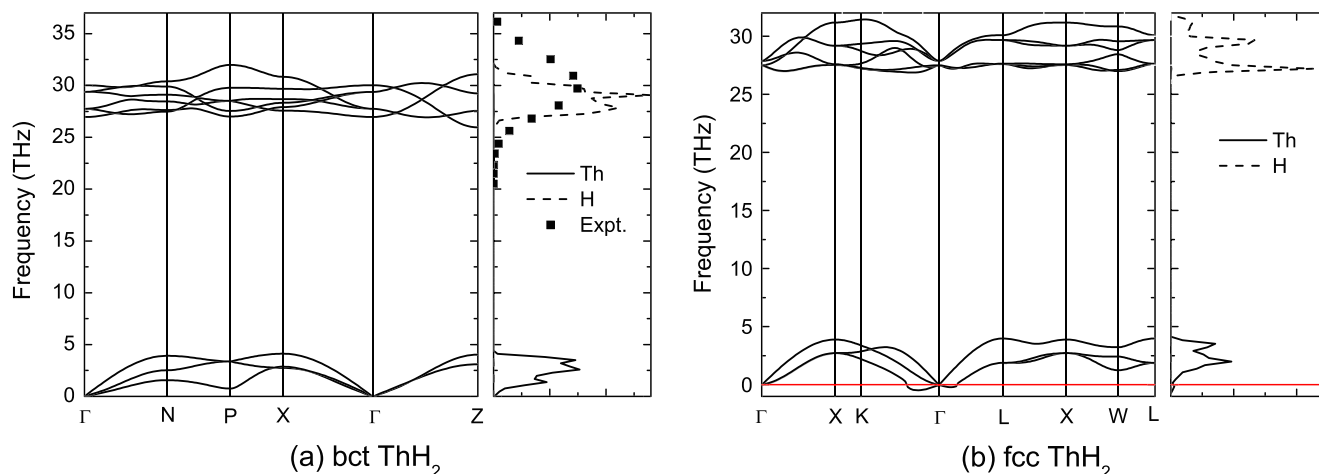 35
30
25
20
15
10
5
0
Frequency (THz)
Γ N P X Γ Z
Th
H
Expt.
(a) bct ThH₂
30
25
20
15
10
5
0
Frequency (THz)
Γ X K Γ L X W L
Th
H
(b) fcc ThH₂